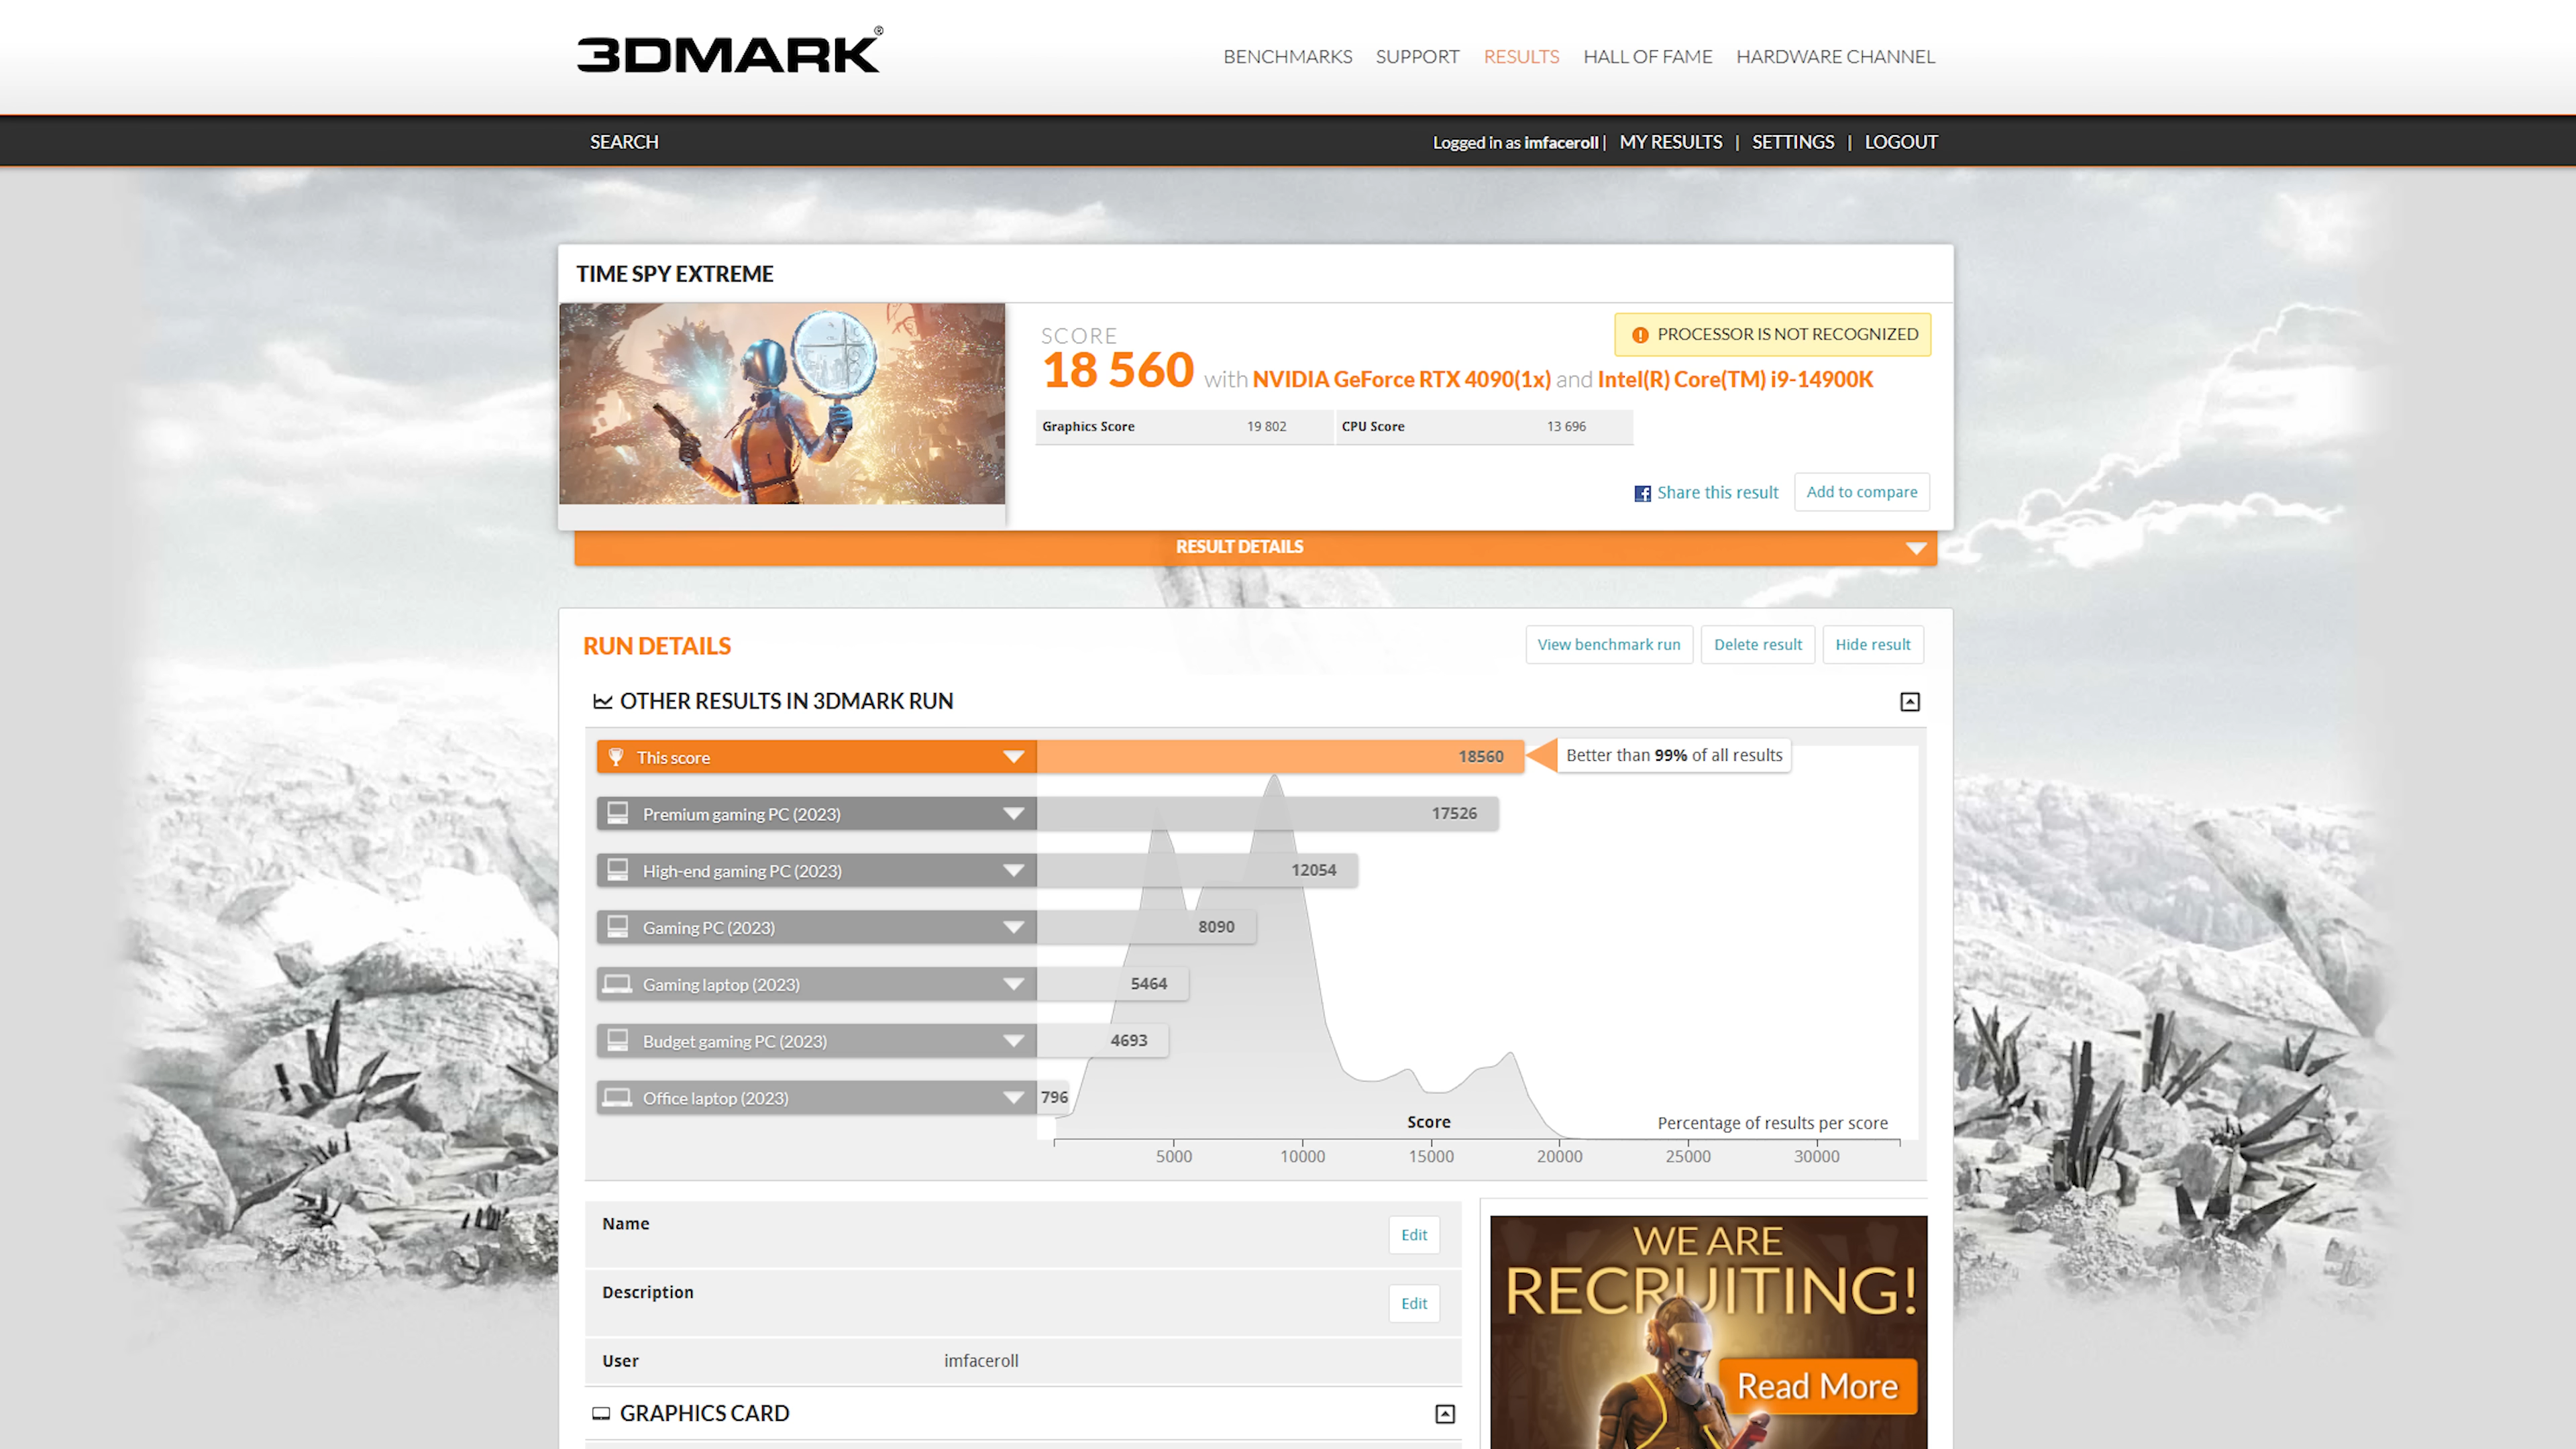 3DMARK®
BENCHMARKS SUPPORT RESULTS HALL OF FAME HARDWARE CHANNEL
SEARCH
Logged in as imfaceroll | MY RESULTS | SETTINGS | LOGOUT
TIME SPY EXTREME
PROCESSOR IS NOT RECOGNIZED
SCORE
18 560 with NVIDIA GeForce RTX 4090(1x) and Intel(R) Core(TM) i9-14900K
Graphics Score 19 802 CPU Score 13 696
Share this result Add to compare
RESULT DETAILS
RUN DETAILS
View benchmark run Delete result Hide result
OTHER RESULTS IN 3DMARK RUN
This score 18560 Better than 99% of all results
Premium gaming PC (2023) 17526
High-end gaming PC (2023) 12054
Gaming PC (2023) 8090
Gaming laptop (2023) 5464
Budget gaming PC (2023) 4693
Office laptop (2023) 796
Score Percentage of results per score
5000 10000 15000 20000 25000 30000
Name Edit
Description Edit
User imfaceroll
GRAPHICS CARD
WE ARE
RECRUITING!
Read More